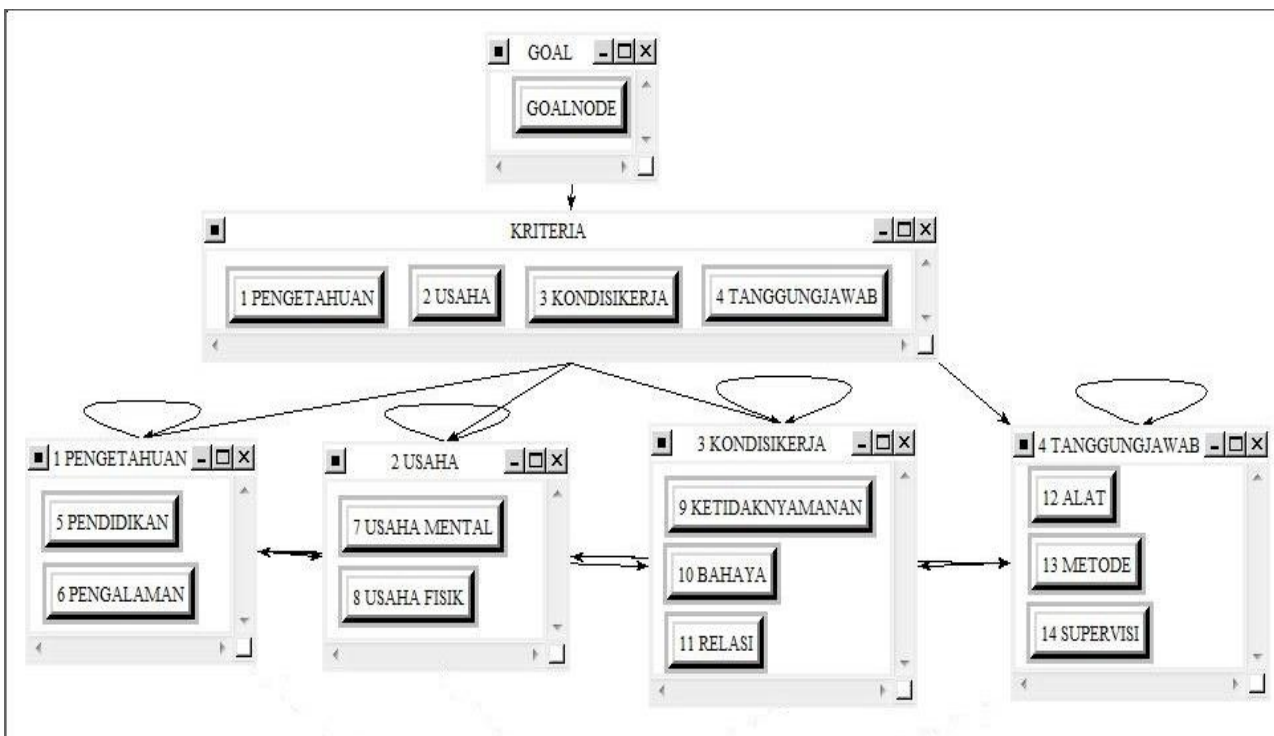 GOAL
GOALNODE
KRITERIA
1 PENGETAHUAN
2 USAHA
3 KONDISIKERJA
4 TANGGUNGJAWAB
1 PENGETAHUAN
5 PENDIDIKAN
6 PENGALAMAN
2 USAHA
7 USAHA MENTAL
8 USAHA FISIK
3 KONDISIKERJA
9 KETIDAKNYAMANAN
10 BAHAYA
11 RELASI
4 TANGGUNGJAWAB
12 ALAT
13 METODE
14 SUPERVISI